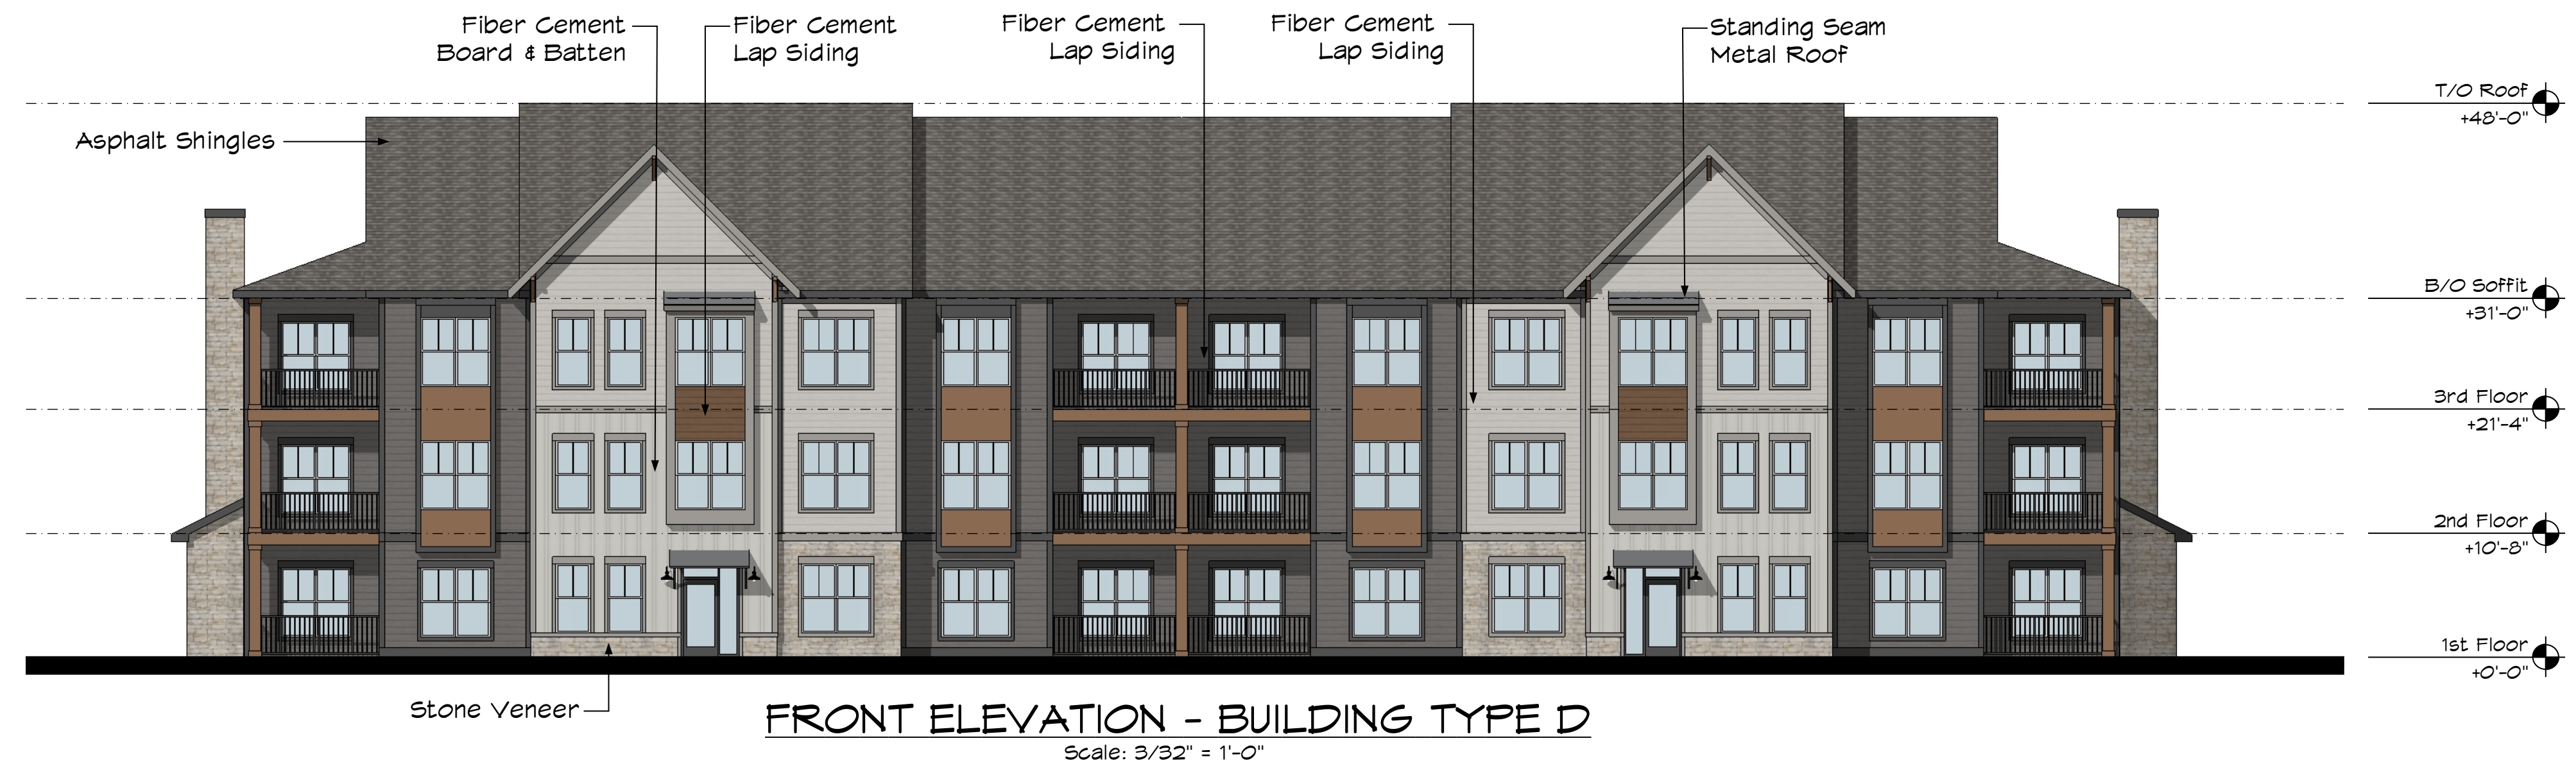 Fiber Cement
Board & Batten
Fiber Cement
Lap Siding
Fiber Cement
Lap Siding
Fiber Cement
Lap Siding
Standing Seam
Metal Roof
T/O Roof
+48'-0"
Asphalt Shingles
B/O Soffit
+31'-0"
3rd Floor
+21'-4"
2nd Floor
+10'-8"
1st Floor
+0'-0"
Stone Veneer
FRONT ELEVATION - BUILDING TYPE D
Scale: 3/32" = 1'-0"